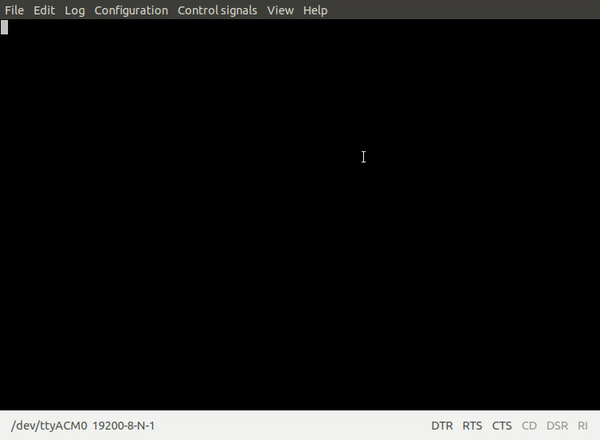 File Edit Log Configuration Control signals View Help
/dev/ttyACM0 19200-8-N-1 DTR RTS CTS CD DSR RI